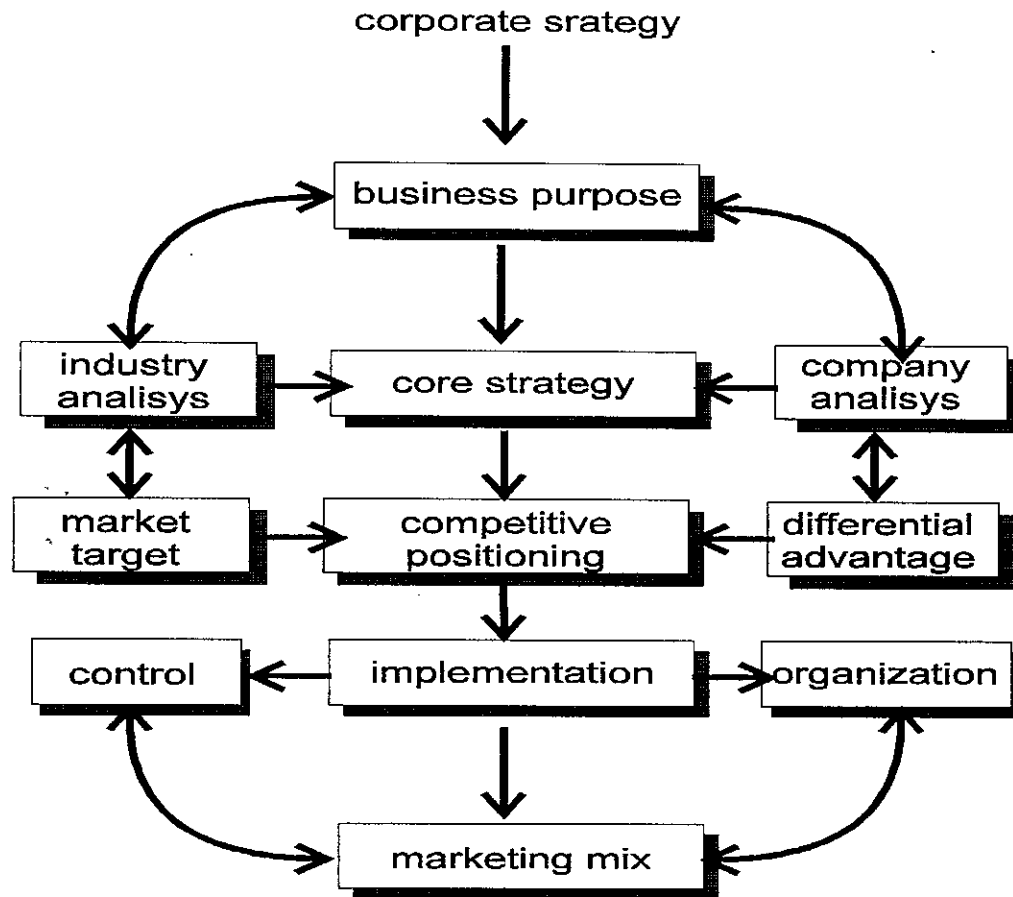 corporate srategy
business purpose
industry
analisys
core strategy
company
analisys
market
target
competitive
positioning
differential
advantage
control
implementation
organization
marketing mix